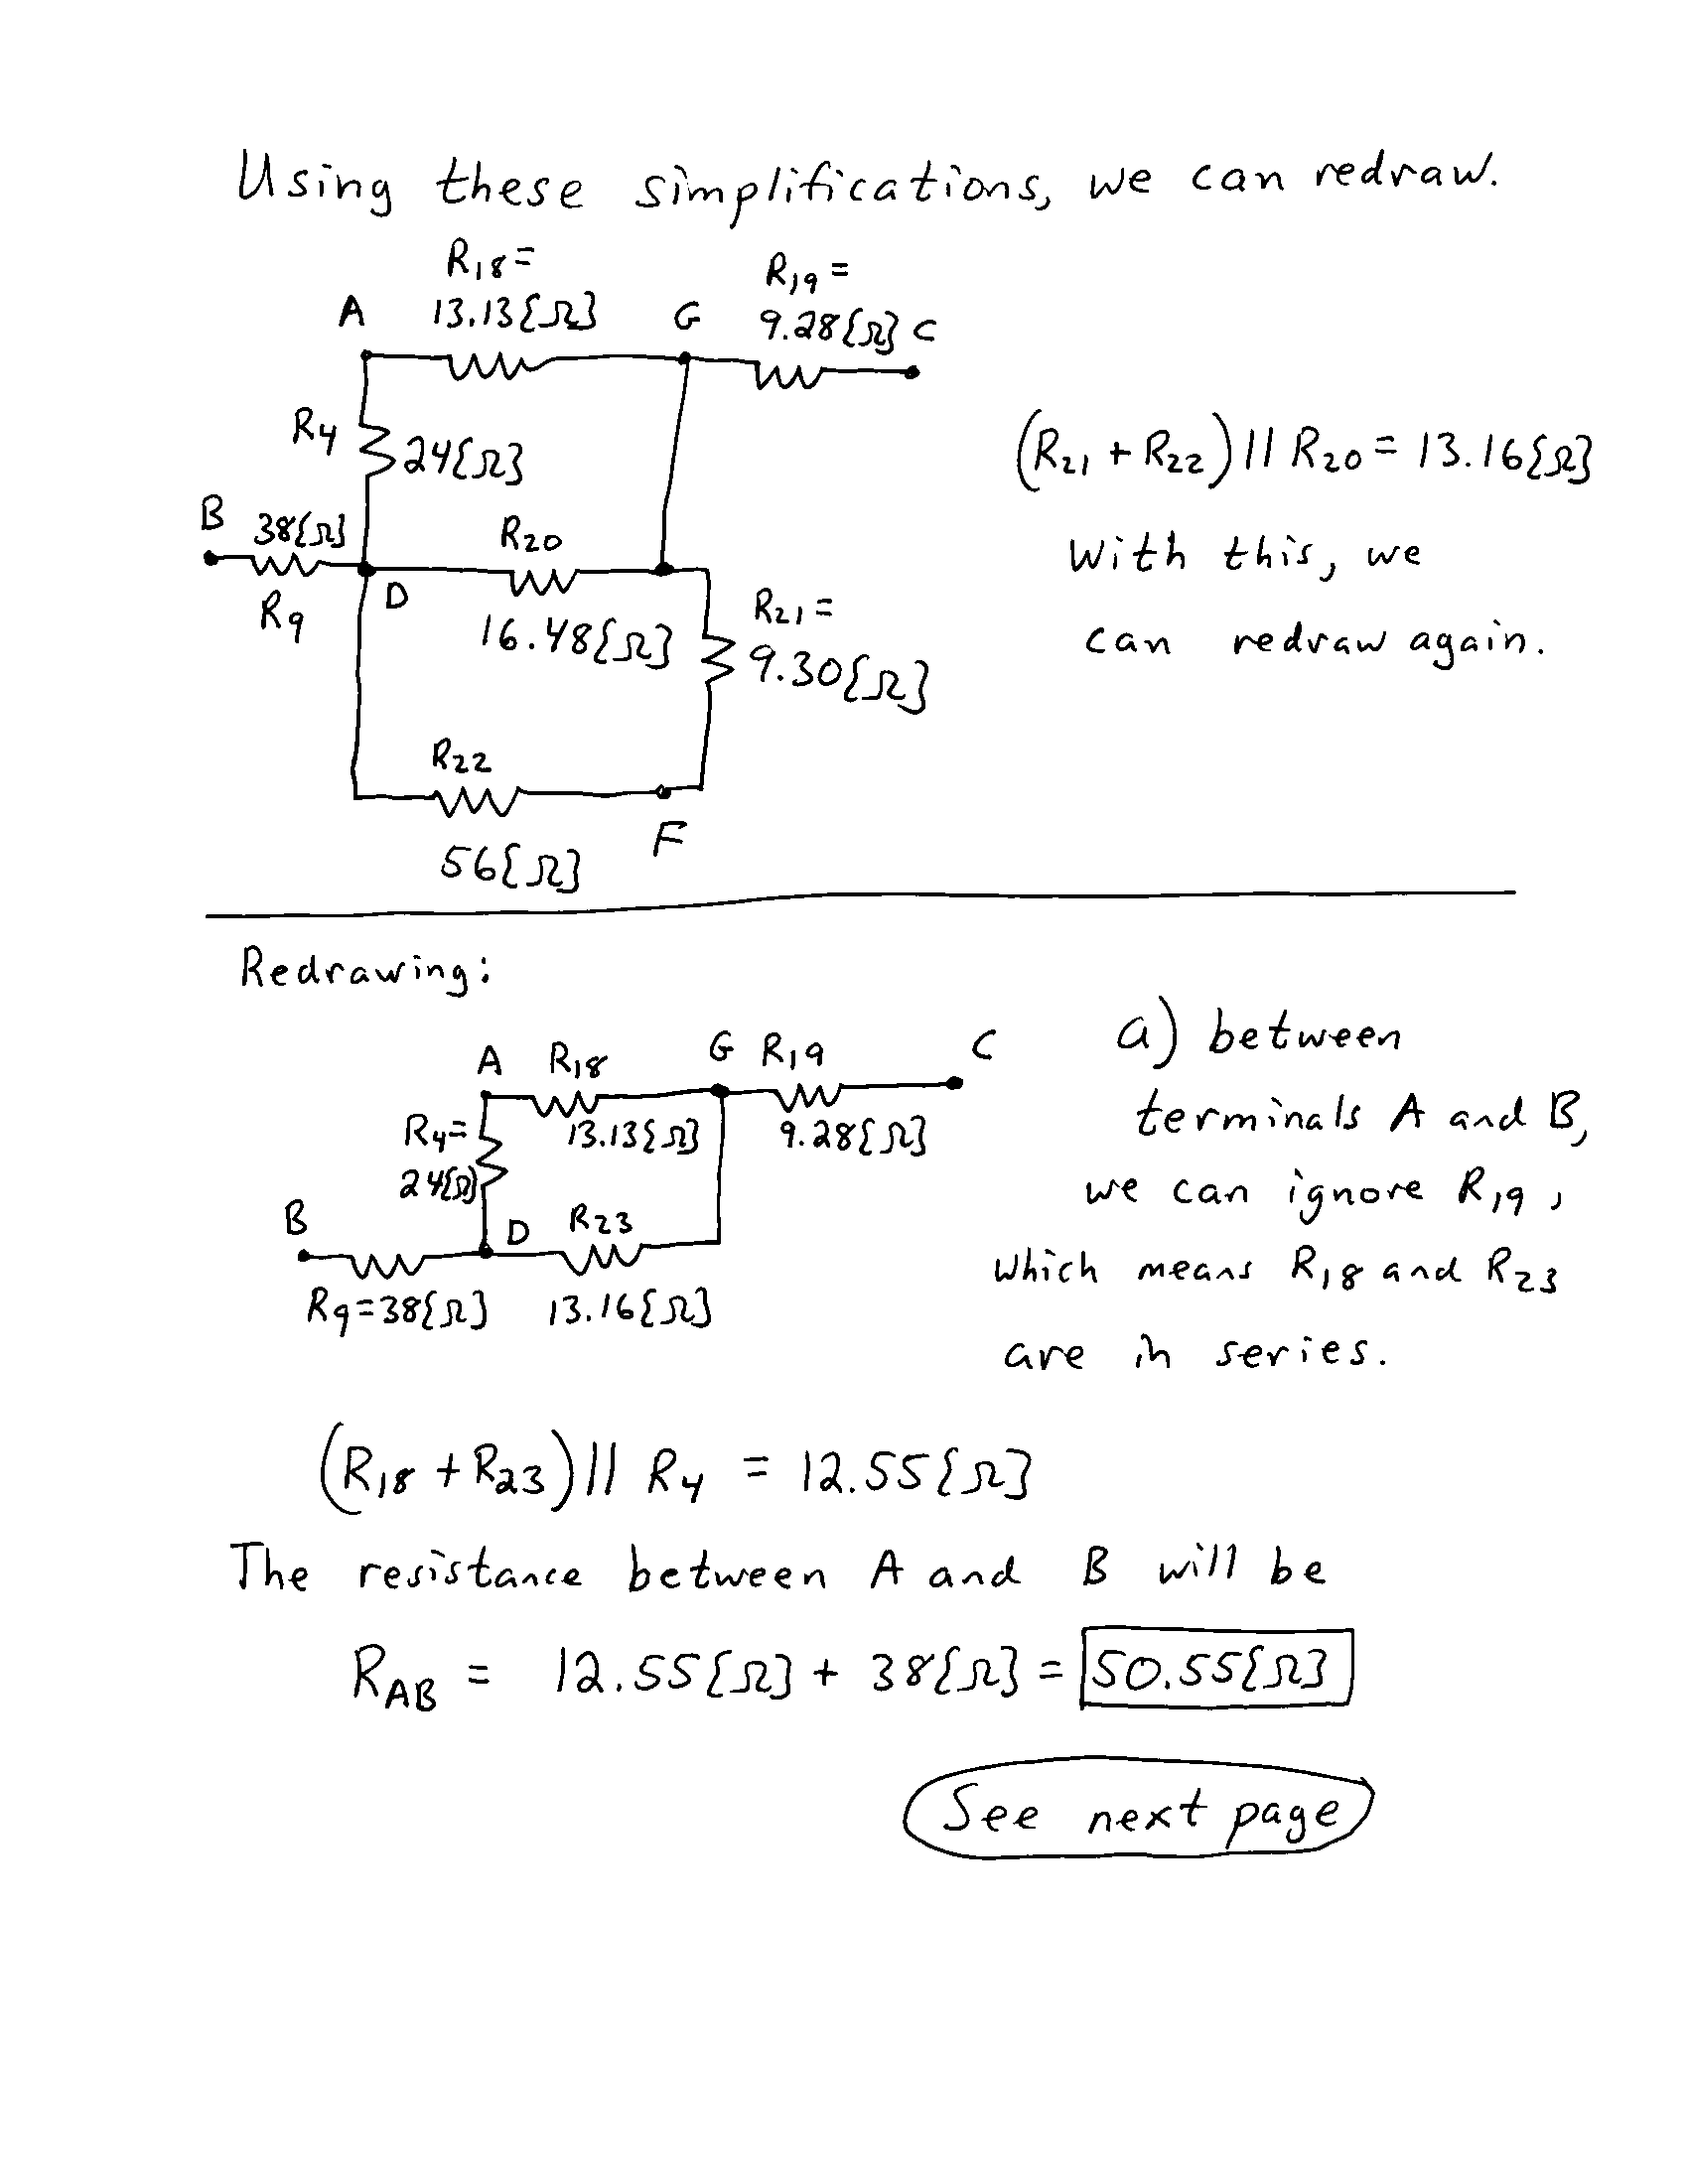 Using these simplifications, we can redraw.
R18 =
13.13{Ω}
R19 =
9.28{Ω}
A
G
C
R4
24{Ω}
B
38{Ω}
R9
D
R20
16.48{Ω}
R21 =
9.30{Ω}
R22
56{Ω}
F
(R21 + R22) || R20 = 13.16{Ω}
With this, we
can redraw again.
Redrawing:
A
R18
13.13{Ω}
G
R19
9.28{Ω}
C
R4=
24{Ω}
B
D
R23
R9=38{Ω}
13.16{Ω}
a) between
terminals A and B,
we can ignore R19,
which means R18 and R23
are in series.
(R18 + R23) || R4 = 12.55{Ω}
The resistance between A and B will be
RAB = 12.55{Ω} + 38{Ω} = 50.55{Ω}
See next page